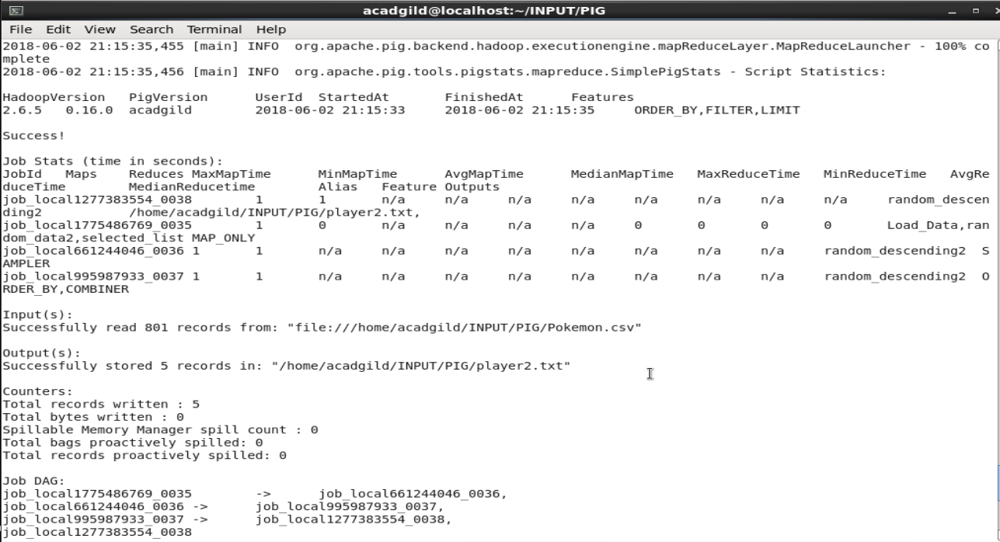 acadgild@localhost:~/INPUT/PIG
File Edit View Search Terminal Help
2018-06-02 21:15:35,455 [main] INFO  org.apache.pig.backend.hadoop.executionengine.mapReduceLayer.MapReduceLauncher - 100% co
mplete
2018-06-02 21:15:35,456 [main] INFO  org.apache.pig.tools.pigstats.mapreduce.SimplePigStats - Script Statistics:
HadoopVersion PigVersion UserId StartedAt FinishedAt Features
2.6.5 0.16.0 acadgild 2018-06-02 21:15:33 2018-06-02 21:15:35 ORDER_BY,FILTER,LIMIT
Success!
Job Stats (time in seconds):
JobId Maps Reduces MaxMapTime MinMapTime AvgMapTime MedianMapTime MaxReduceTime MinReduceTime AvgRe
duceTime MedianReducetime Alias Feature Outputs
job_local1277383554_0038 1 1 n/a n/a n/a n/a n/a n/a n/a n/a random_descen
ding2 /home/acadgild/INPUT/PIG/player2.txt,
job_local1775486769_0035 1 0 n/a n/a n/a n/a 0 0 0 0 Load_Data,ran
dom_data2,selected_list MAP_ONLY
job_local661244046_0036 1 1 n/a n/a n/a n/a n/a n/a n/a n/a random_descending2 S
AMPLER
job_local995987933_0037 1 1 n/a n/a n/a n/a n/a n/a n/a n/a random_descending2 O
RDER_BY,COMBINER
Input(s):
Successfully read 801 records from: "file:///home/acadgild/INPUT/PIG/Pokemon.csv"
Output(s):
Successfully stored 5 records in: "/home/acadgild/INPUT/PIG/player2.txt"
Counters:
Total records written : 5
Total bytes written : 0
Spillable Memory Manager spill count : 0
Total bags proactively spilled: 0
Total records proactively spilled: 0
Job DAG:
job_local1775486769_0035 -> job_local661244046_0036,
job_local661244046_0036 -> job_local995987933_0037,
job_local995987933_0037 -> job_local1277383554_0038,
job_local1277383554_0038